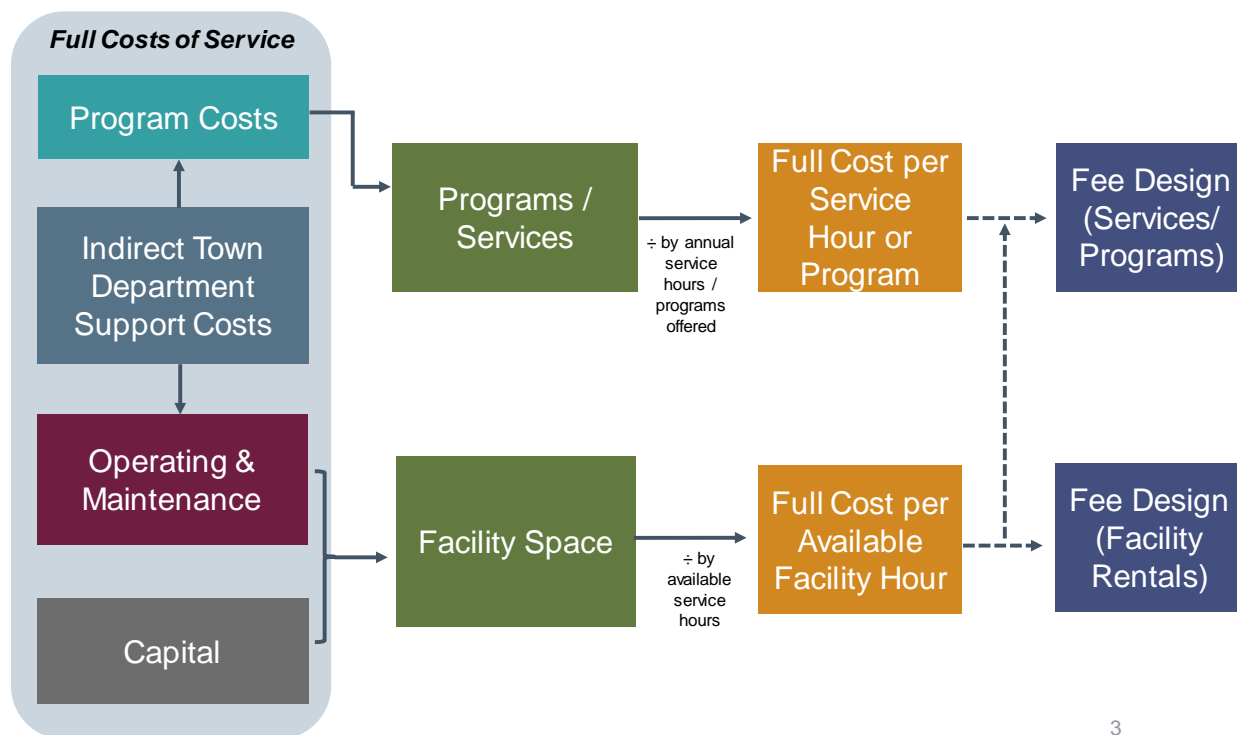 Full Costs of Service
Program Costs
Indirect Town
Department
Support Costs
Operating &
Maintenance
Capital
Programs /
Services
÷ by annual
service
hours /
programs
offered
Full Cost per
Service
Hour or
Program
Fee Design
(Services/
Programs)
Facility Space
÷ by
available
service
hours
Full Cost per
Available
Facility Hour
Fee Design
(Facility
Rentals)
3